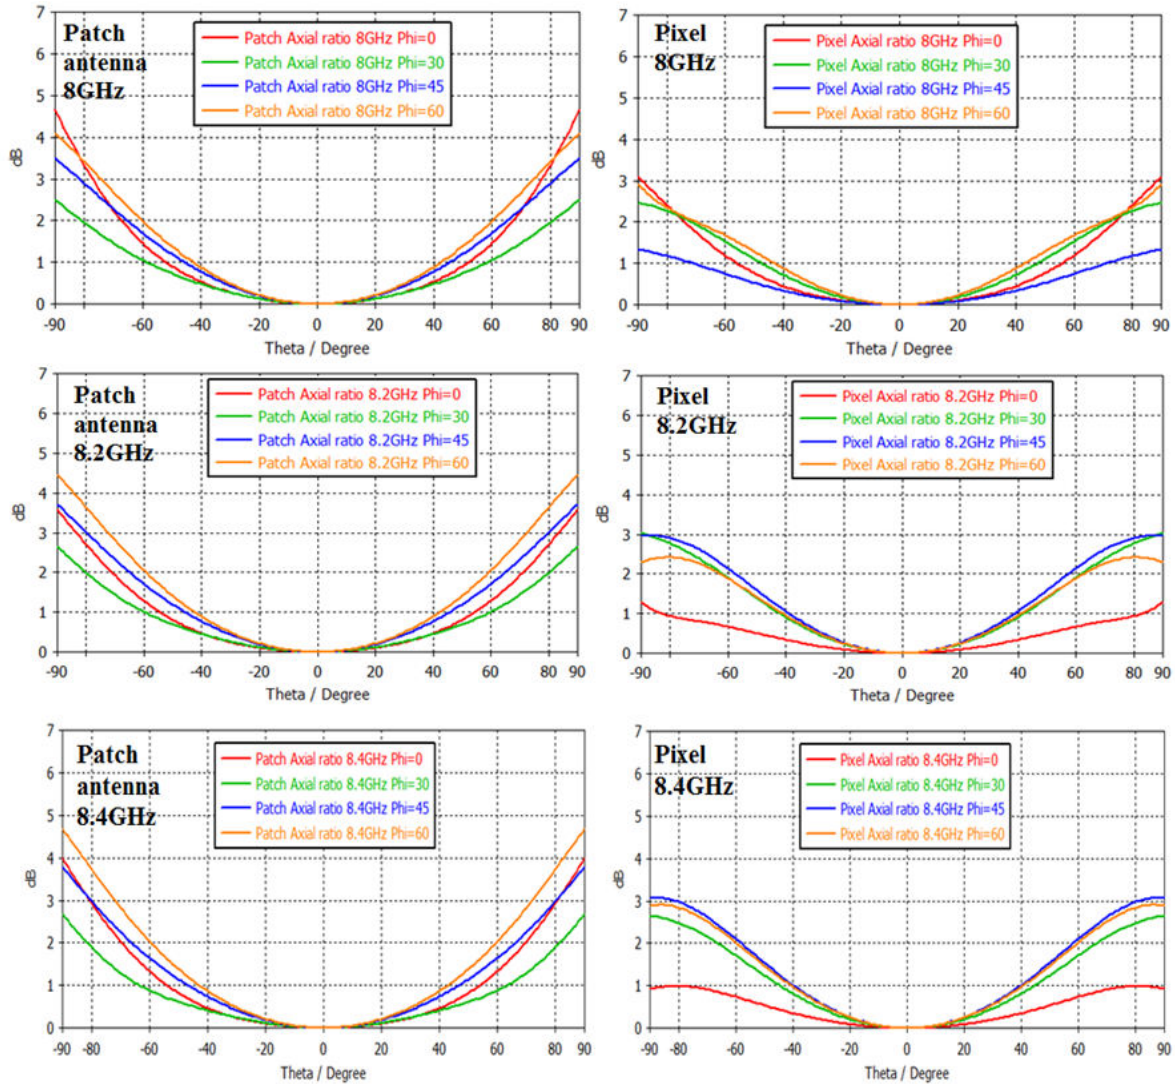 Patch
antenna
8GHz
Patch Axial ratio 8GHz Phi=0
Patch Axial ratio 8GHz Phi=30
Patch Axial ratio 8GHz Phi=45
Patch Axial ratio 8GHz Phi=60
7
6
5
4
3
2
1
0
dB
-90 -60 -40 -20 0 20 40 60 90
Theta / Degree
Pixel
8GHz
Pixel Axial ratio 8GHz Phi=0
Pixel Axial ratio 8GHz Phi=30
Pixel Axial ratio 8GHz Phi=45
Pixel Axial ratio 8GHz Phi=60
7
6
5
4
3
2
1
0
dB
-90 -60 -40 -20 0 20 40 60 90
Theta / Degree
Patch
antenna
8.2GHz
Patch Axial ratio 8.2GHz Phi=0
Patch Axial ratio 8.2GHz Phi=30
Patch Axial ratio 8.2GHz Phi=45
Patch Axial ratio 8.2GHz Phi=60
7
6
5
4
3
2
1
0
dB
-90 -60 -40 -20 0 20 40 60 80 90
Theta / Degree
Pixel
8.2GHz
Pixel Axial ratio 8.2GHz Phi=0
Pixel Axial ratio 8.2GHz Phi=30
Pixel Axial ratio 8.2GHz Phi=45
Pixel Axial ratio 8.2GHz Phi=60
7
6
5
4
3
2
1
0
dB
-90 -60 -40 -20 0 20 40 60 80 90
Theta / Degree
Patch
antenna
8.4GHz
Patch Axial ratio 8.4GHz Phi=0
Patch Axial ratio 8.4GHz Phi=30
Patch Axial ratio 8.4GHz Phi=45
Patch Axial ratio 8.4GHz Phi=60
7
6
5
4
3
2
1
0
dB
-90 -80 -60 -40 -20 0 20 40 60 80 90
Theta / Degree
Pixel
8.4GHz
Pixel Axial ratio 8.4GHz Phi=0
Pixel Axial ratio 8.4GHz Phi=30
Pixel Axial ratio 8.4GHz Phi=45
Pixel Axial ratio 8.4GHz Phi=60
7
6
5
4
3
2
1
0
dB
-90 -80 -60 -40 -20 0 20 40 60 80 90
Theta / Degree